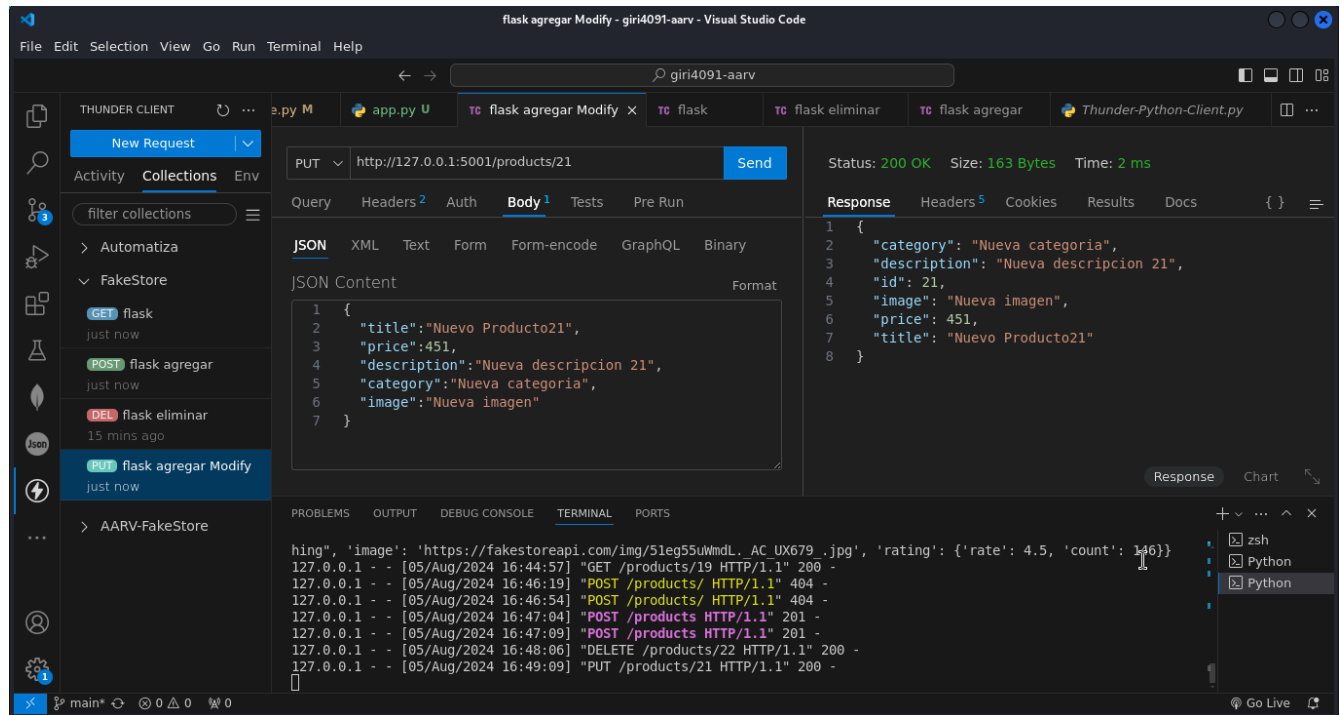 flask agregar Modify - giri4091-aarv - Visual Studio Code
File Edit Selection View Go Run Terminal Help
← → giri4091-aarv
THUNDER CLIENT
e.py M app.py U TC flask agregar Modify TC flask TC flask eliminar TC flask agregar Thunder-Python-Client.py
New Request
Activity Collections Env
filter collections
Automatiza
FakeStore
GET flask
just now
POST flask agregar
just now
DEL flask eliminar
15 mins ago
PUT flask agregar Modify
just now
AARV-FakeStore
3
Json
1
PUT http://127.0.0.1:5001/products/21 Send
Query Headers 2 Auth Body 1 Tests Pre Run
JSON XML Text Form Form-encode GraphQL Binary
JSON Content Format
1 {
2 "title":"Nuevo Producto21",
3 "price":451,
4 "description":"Nueva descripcion 21",
5 "category":"Nueva categoria",
6 "image":"Nueva imagen"
7 }
Status: 200 OK Size: 163 Bytes Time: 2 ms
Response Headers 5 Cookies Results Docs { }
1 {
2 "category": "Nueva categoria",
3 "description": "Nueva descripcion 21",
4 "id": 21,
5 "image": "Nueva imagen",
6 "price": 451,
7 "title": "Nuevo Producto21"
8 }
Response Chart
PROBLEMS OUTPUT DEBUG CONSOLE TERMINAL PORTS
hing", 'image': 'https://fakestoreapi.com/img/51eg55uWmdL._AC_UX679_.jpg', 'rating': {'rate': 4.5, 'count': 146}}
127.0.0.1 - - [05/Aug/2024 16:44:57] "GET /products/19 HTTP/1.1" 200 -
127.0.0.1 - - [05/Aug/2024 16:46:19] "POST /products/ HTTP/1.1" 404 -
127.0.0.1 - - [05/Aug/2024 16:46:54] "POST /products/ HTTP/1.1" 404 -
127.0.0.1 - - [05/Aug/2024 16:47:04] "POST /products HTTP/1.1" 201 -
127.0.0.1 - - [05/Aug/2024 16:47:09] "POST /products HTTP/1.1" 201 -
127.0.0.1 - - [05/Aug/2024 16:48:06] "DELETE /products/22 HTTP/1.1" 200 -
127.0.0.1 - - [05/Aug/2024 16:49:09] "PUT /products/21 HTTP/1.1" 200 -
zsh
Python
Python
main* 0 0 0 Go Live